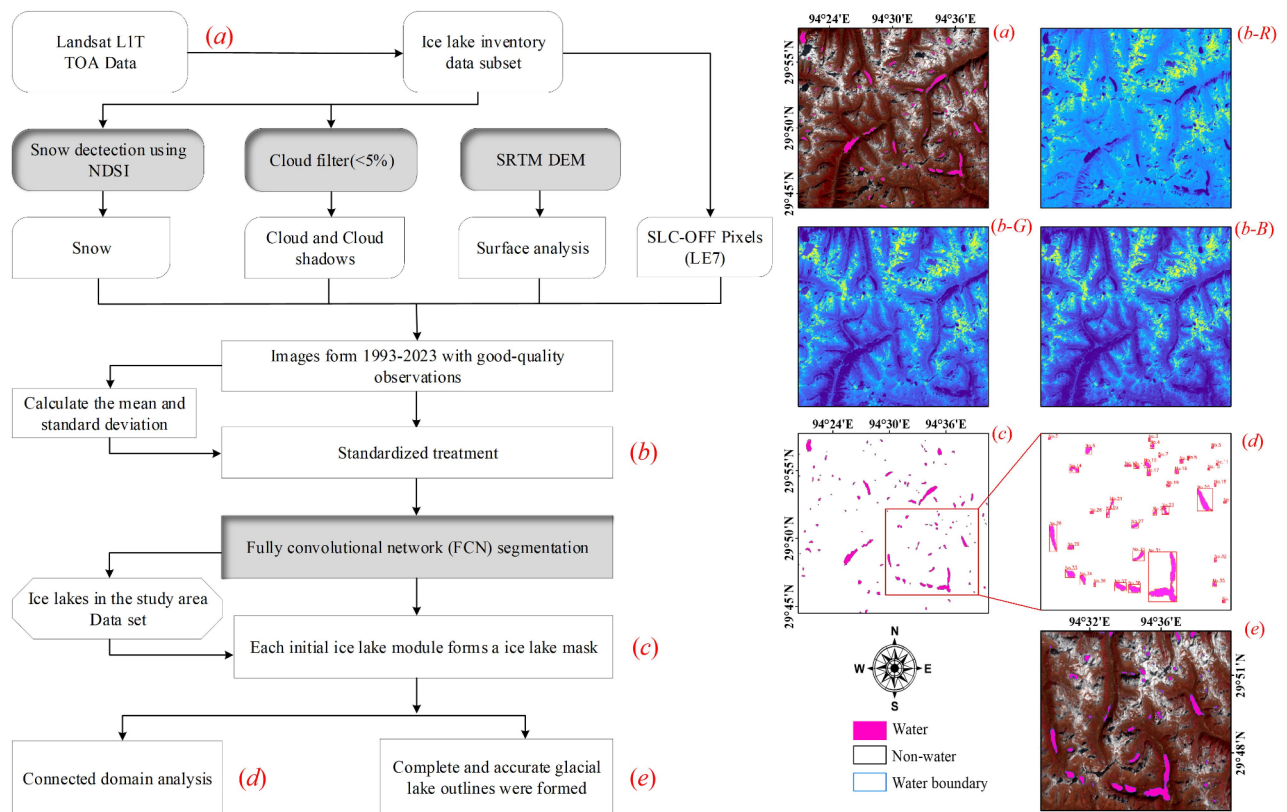 Landsat L1T
TOA Data
(a)
Ice lake inventory
data subset
Snow dectection using
NDSI
Cloud filter(<5%)
SRTM DEM
Snow
Cloud and Cloud
shadows
Surface analysis
SLC-OFF Pixels
(LE7)
Images form 1993-2023 with good-quality
observations
Calculate the mean and
standard deviation
Standardized treatment
(b)
Fully convolutional network (FCN) segmentation
Ice lakes in the study area
Data set
Each initial ice lake module forms a ice lake mask
(c)
Connected domain analysis
(d)
Complete and accurate glacial
lake outlines were formed
(e)
94°24'E 94°30'E 94°36'E
(a)
29°55'N
29°50'N
29°45'N
(b-R)
(b-G)
(b-B)
94°24'E 94°30'E 94°36'E
(c)
29°55'N
29°50'N
29°45'N
(d)
N
W E
S
Water
Non-water
Water boundary
94°32'E 94°36'E
(e)
29°51'N
29°48'N